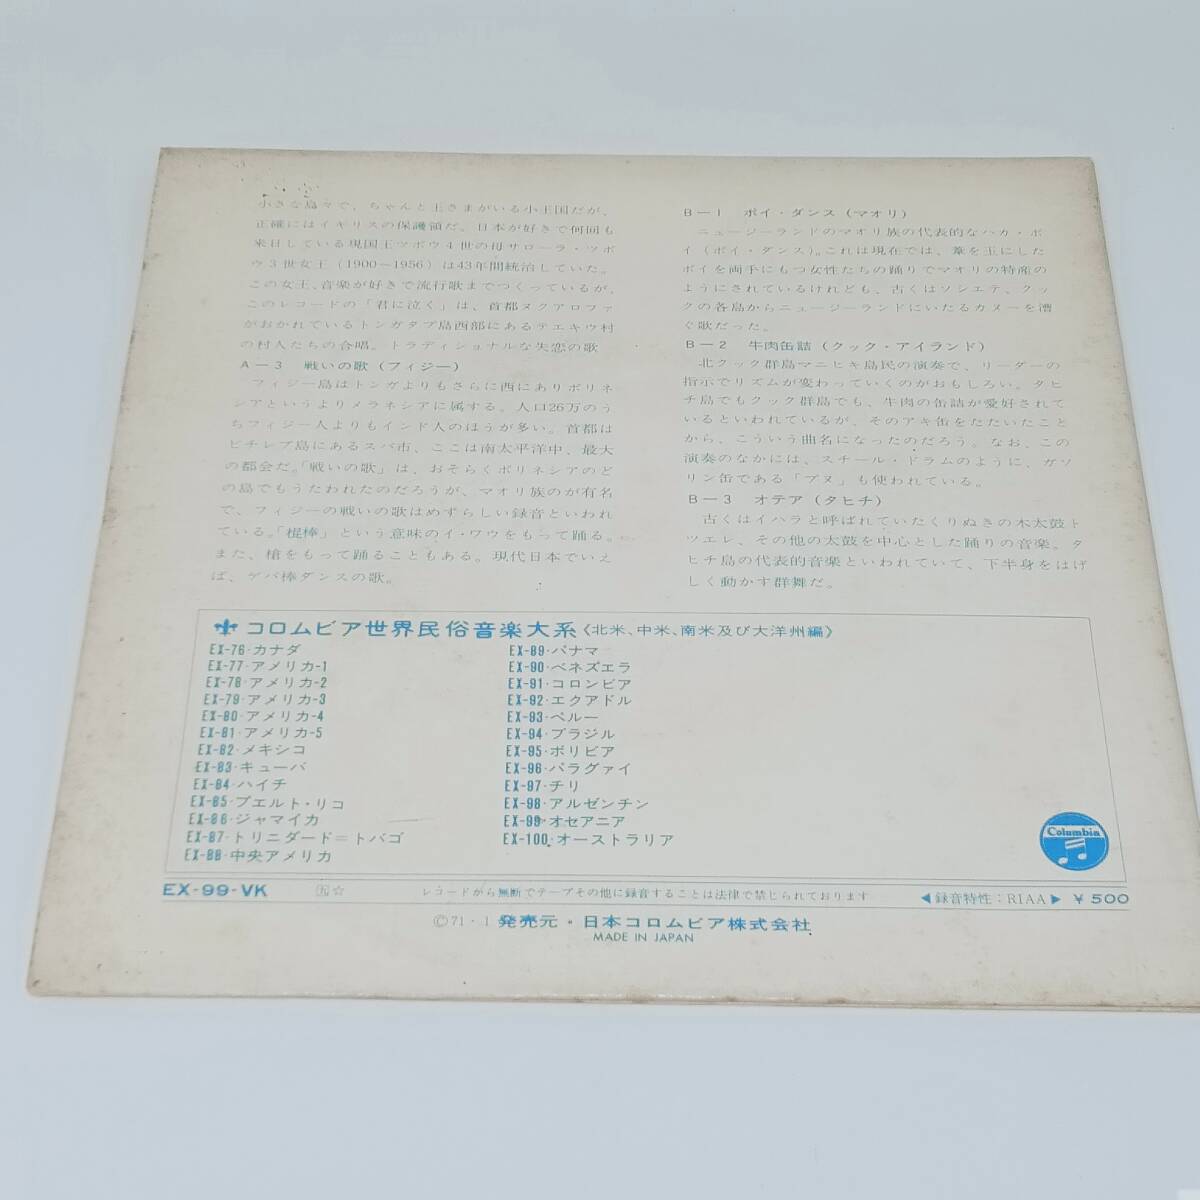 小さな島々で、ちゃんと王さまがいる小王国だが、
正確にはイギリスの保護領だ。日本が好きで何回も
来日している現国王ツボウ4世の母サローラ・ツボ
ウ3世女王(1900〜1956)は43年間統治していた。
この女王、音楽が好きで流行歌までつくっているが、
このレコードの「君に泣く」は、首都ヌクアロファ
がおかれているトンガタブ島西部にあるテエキウ村
の村人たちの合唱。トラディショナルな失恋の歌
A－3　戦いの歌(フィジー)
フィジー島はトンガよりもさらに西にありポリネ
シアというよりメラネシアに属する。人口26万のう
ちフィジー人よりもインド人のほうが多い。首都は
ビチレブ島にあるスバ市、ここは南太平洋中、最大
の都会だ。「戦いの歌」は、おそらくポリネシアのど
の島でもうたわれたのだろうが、マオリ族のが有名
で、フィジーの戦いの歌はめずらしい録音といわれ
ている。「棍棒」という意味のイ・ワウをもって踊る。
また、槍をもって踊ることもある。現代日本でいえ
ば、ゲバ棒ダンスの歌。
B－1　ポイ・ダンス(マオリ)
ニュージーランドのマオリ族の代表的なハカ・ポ
イ(ポイ・ダンス)。これは現在では、葦を玉にした
ポイを両手にもつ女性たちの踊りでマオリの特産の
ようにされているけれども、古くはソシエテ、クッ
クの各島からニュージーランドにいたるカヌーを漕
ぐ歌だった。
B－2　牛肉缶詰(クック・アイランド)
北クック群島マニヒキ島民の演奏で、リーダーの
指示でリズムが変わっていくのがおもしろい。タヒ
チ島でもクック群島でも、牛肉の缶詰が愛好されて
いるといわれているが、そのアキ缶をたたいたこと
から、こういう曲名になったのだろう。なお、この
演奏のなかには、スチール・ドラムのように、ガソ
リン缶である「プヌ」も使われている。
B－3　オテア(タヒチ)
古くはイハラと呼ばれていたくりぬきの木太鼓ト
ツエレ、その他の太鼓を中心とした踊りの音楽。タ
ヒチ島の代表的音楽といわれていて、下半身をはげ
しく動かす群舞だ。
コロムビア世界民俗音楽大系《北米、中米、南米及び大洋州編》
EX-76・カナダ
EX-77・アメリカ-1
EX-78・アメリカ-2
EX-79・アメリカ-3
EX-80・アメリカ-4
EX-81・アメリカ-5
EX-82・メキシコ
EX-83・キューバ
EX-84・ハイチ
EX-85・プエルト・リコ
EX-86・ジャマイカ
EX-87・トリニダード＝トバゴ
EX-88・中央アメリカ
EX-89・パナマ
EX-90・ベネズエラ
EX-91・コロンビア
EX-92・エクアドル
EX-93・ペルー
EX-94・ブラジル
EX-95・ボリビア
EX-96・パラグァイ
EX-97・チリ
EX-98・アルゼンチン
EX-99・オセアニア
EX-100・オーストラリア
Columbia
EX-99-VK　五☆　レコードから無断でテープその他に録音することは法律で禁じられております　◀録音特性:RIAA▶ ￥500
©71・1 発売元・日本コロムビア株式会社
MADE IN JAPAN